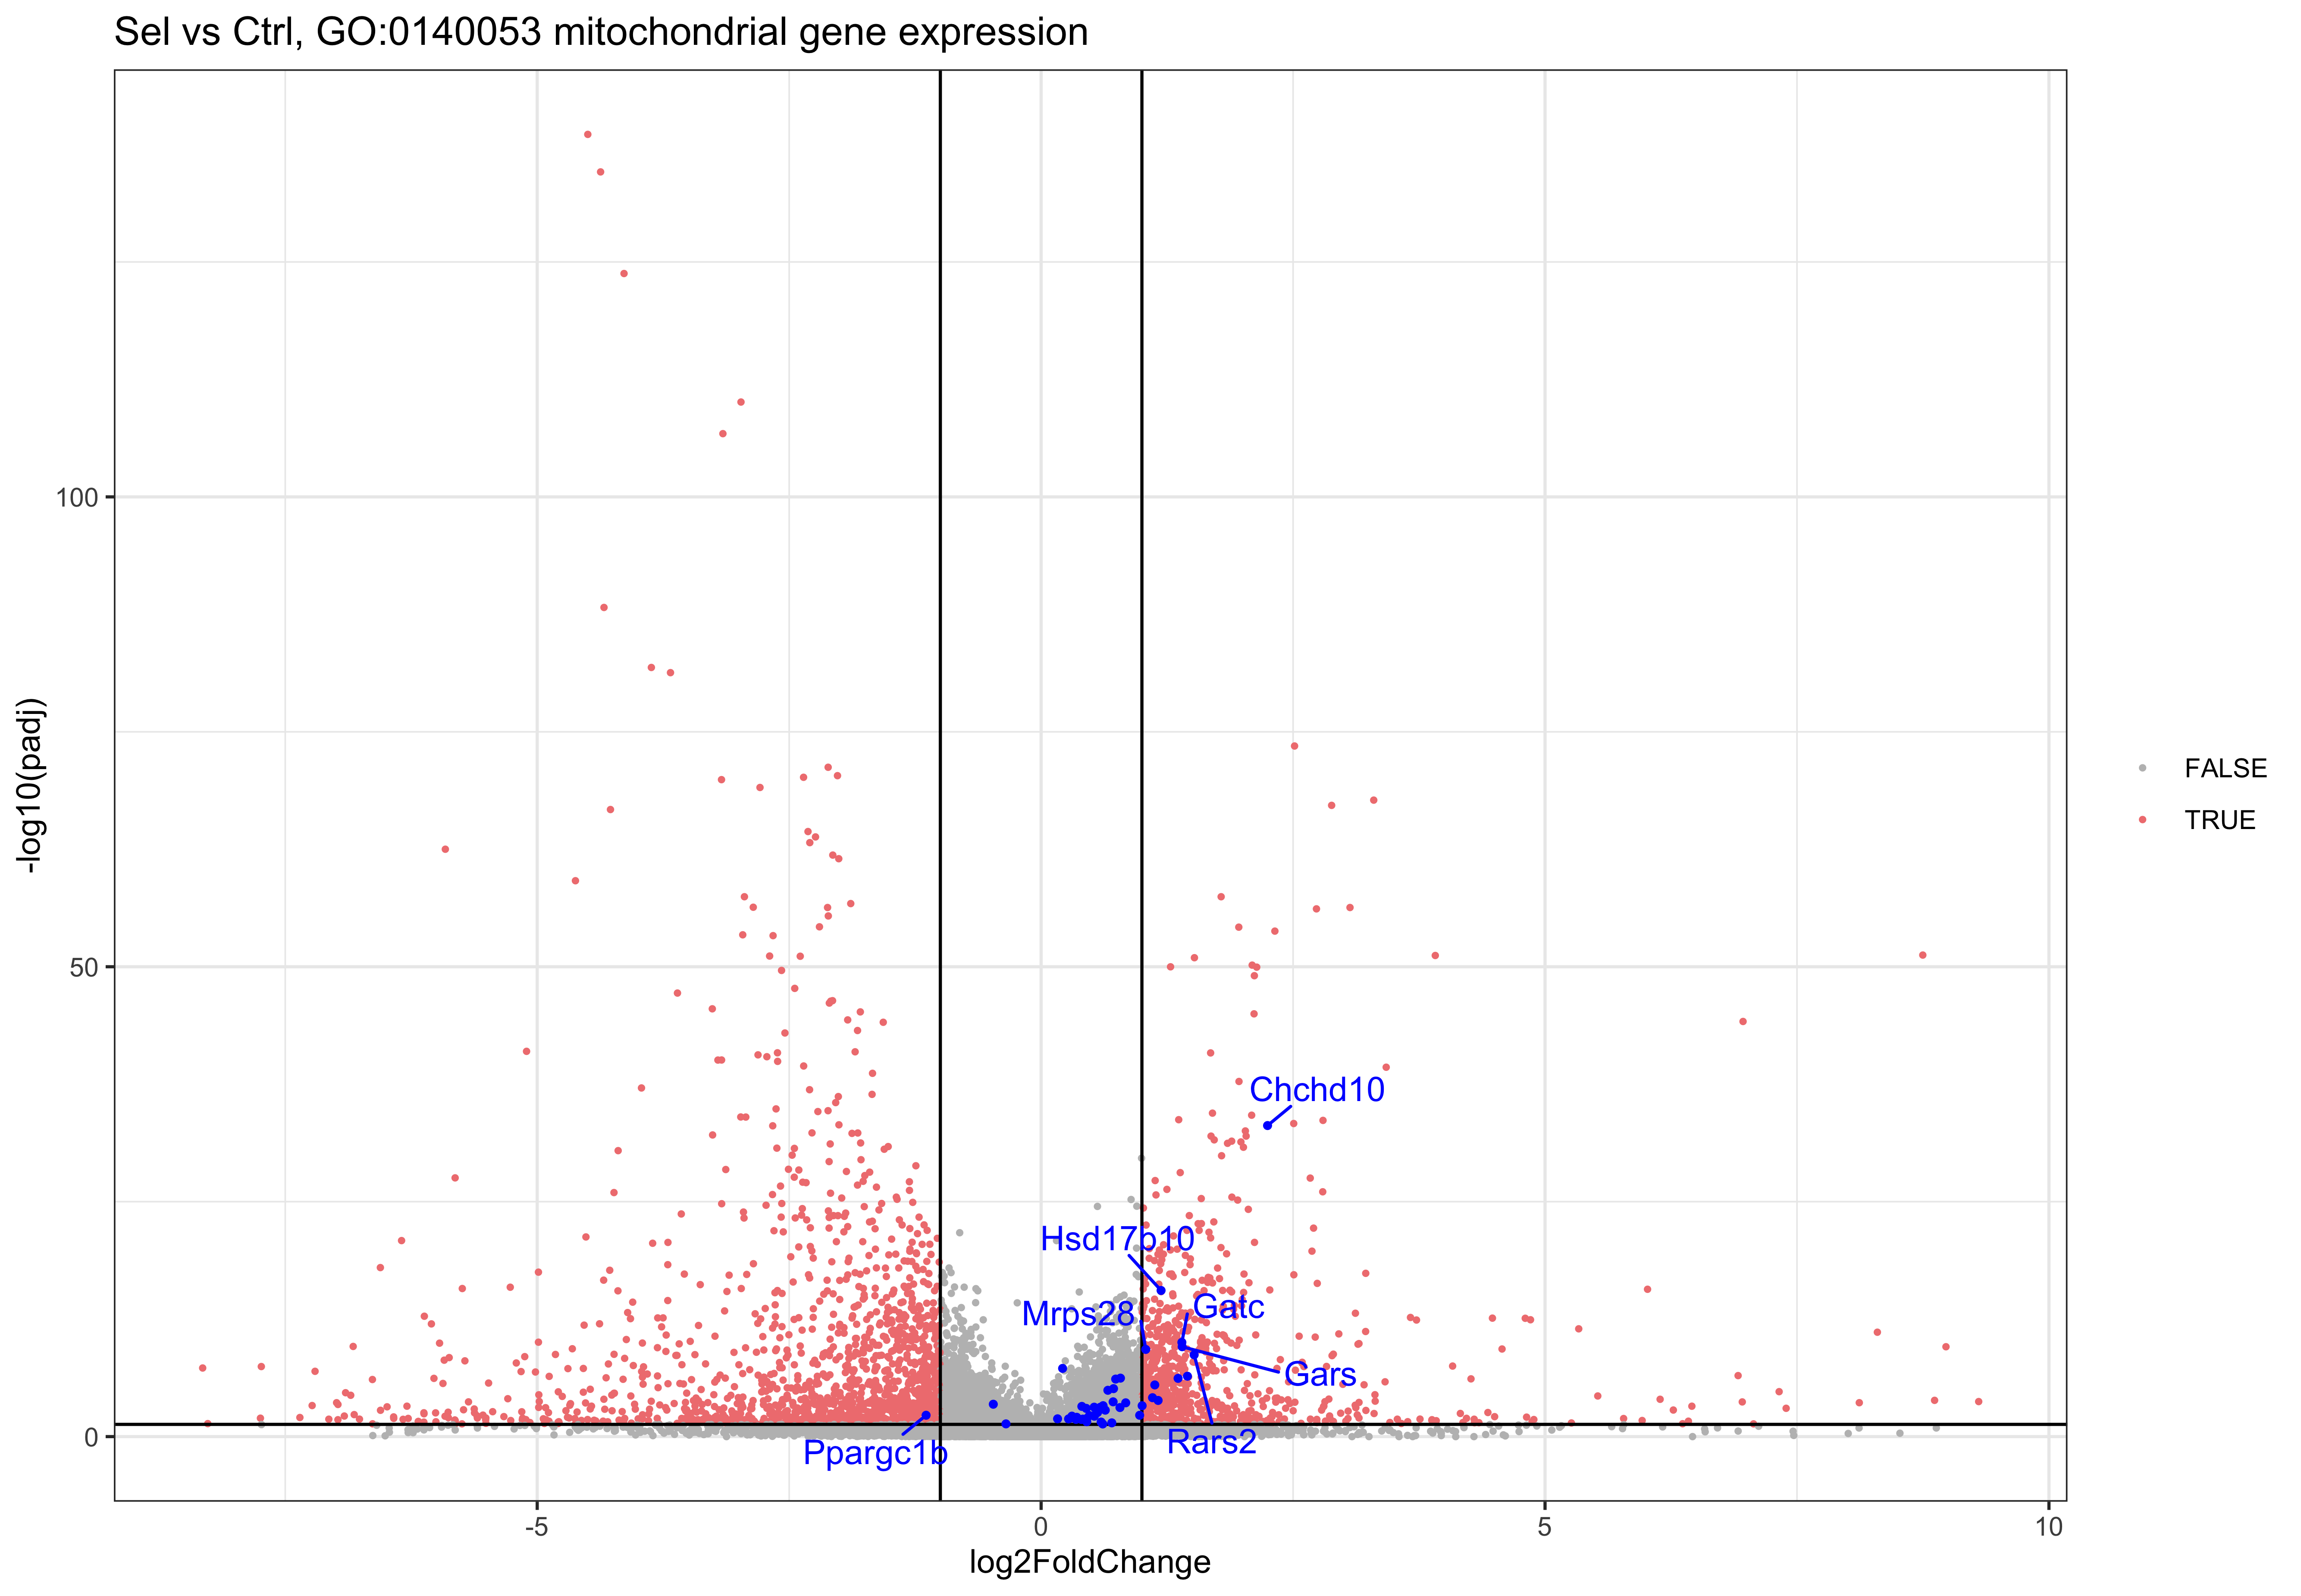 Sel vs Ctrl, GO:0140053 mitochondrial gene expression
-log10(padj)
100
50
0
Chchd10
Hsd17b10
Mrps28
Gatc
Gars
Rars2
Ppargc1b
FALSE
TRUE
-5
0
5
10
log2FoldChange